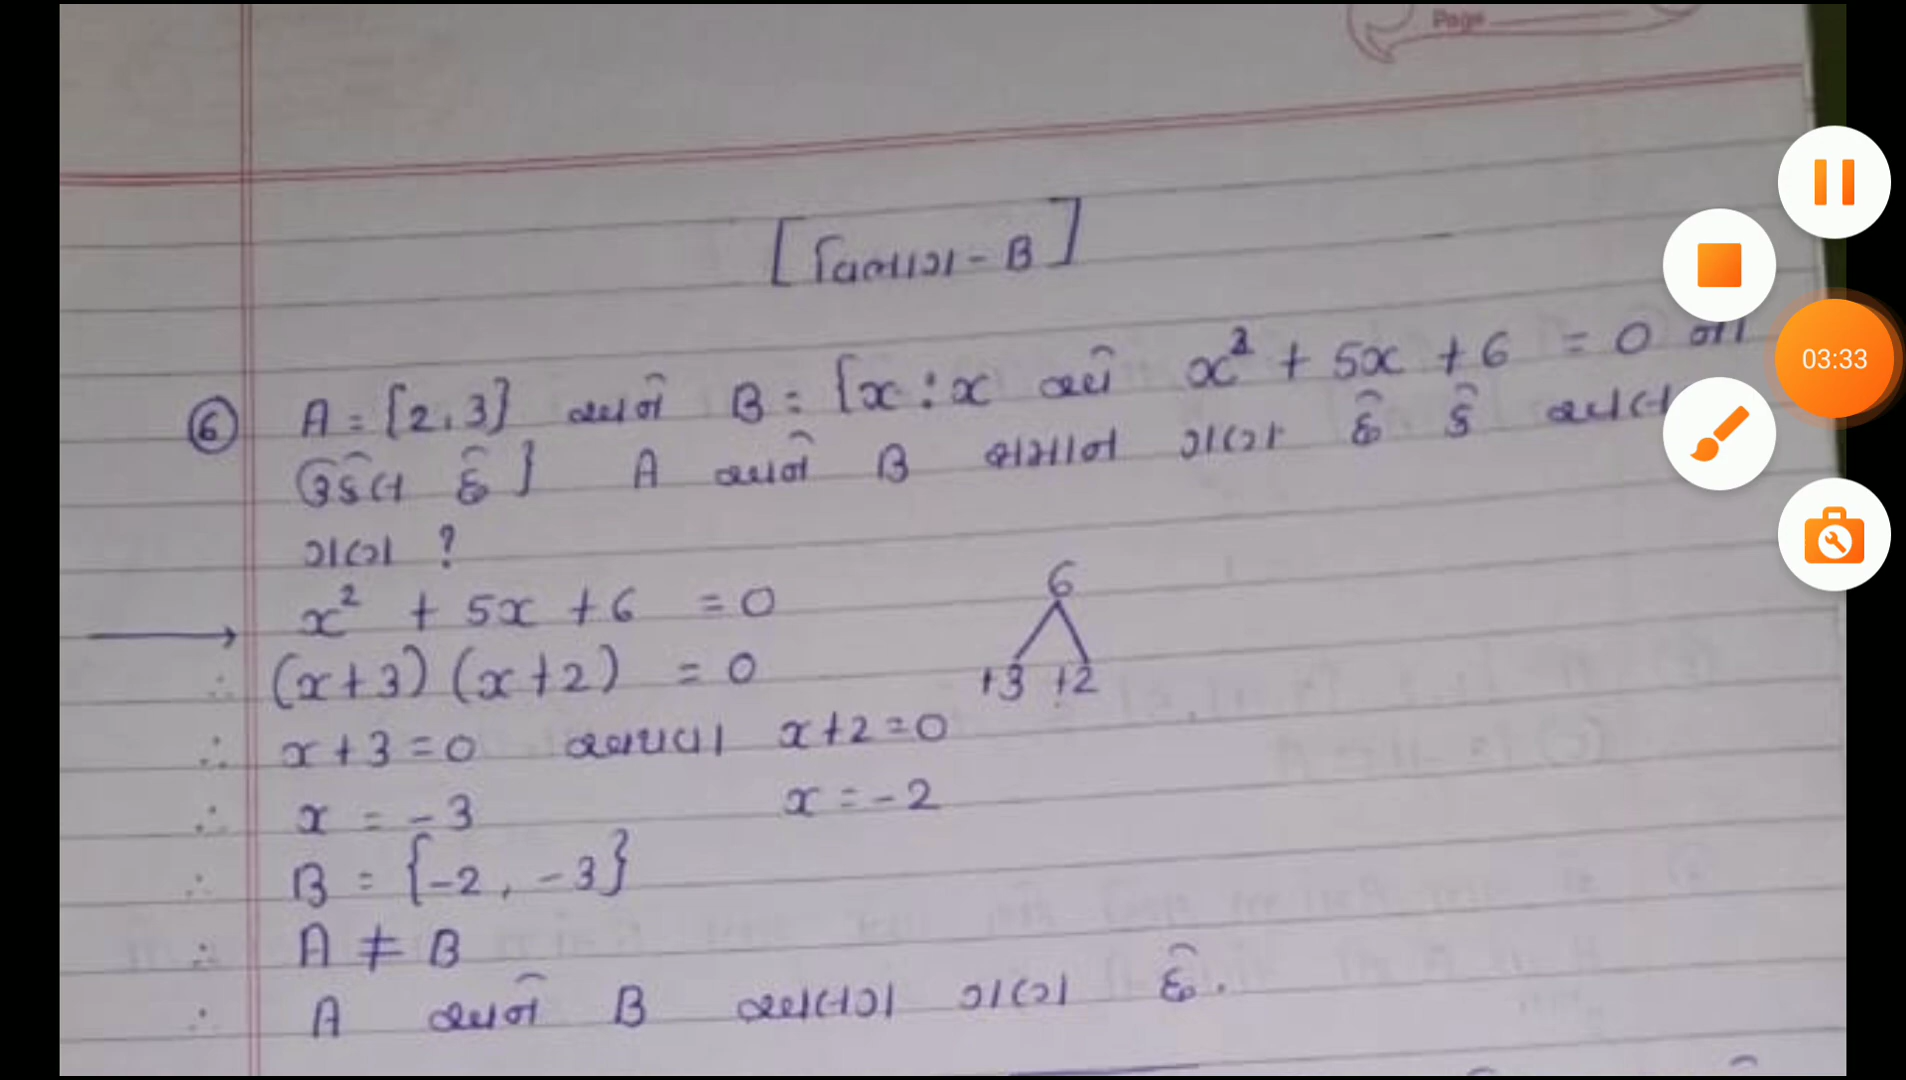 Page
[વિભાગ - B]
⑥ A = {2, 3} અને B = {x : x એ x² + 5x + 6 = 0 નો
ઉકેલ છે } A અને B સમાન ગણ છે કે
ગણ ?
→ x² + 5x + 6 = 0
∴ (x+3) (x+2) = 0
6
+3 +2
∴ x+3=0 અથવા x+2=0
∴ x = -3 x = -2
∴ B = {-2, -3}
∴ A ≠ B
∴ A અને B અલગ ગણ છે.
03:33